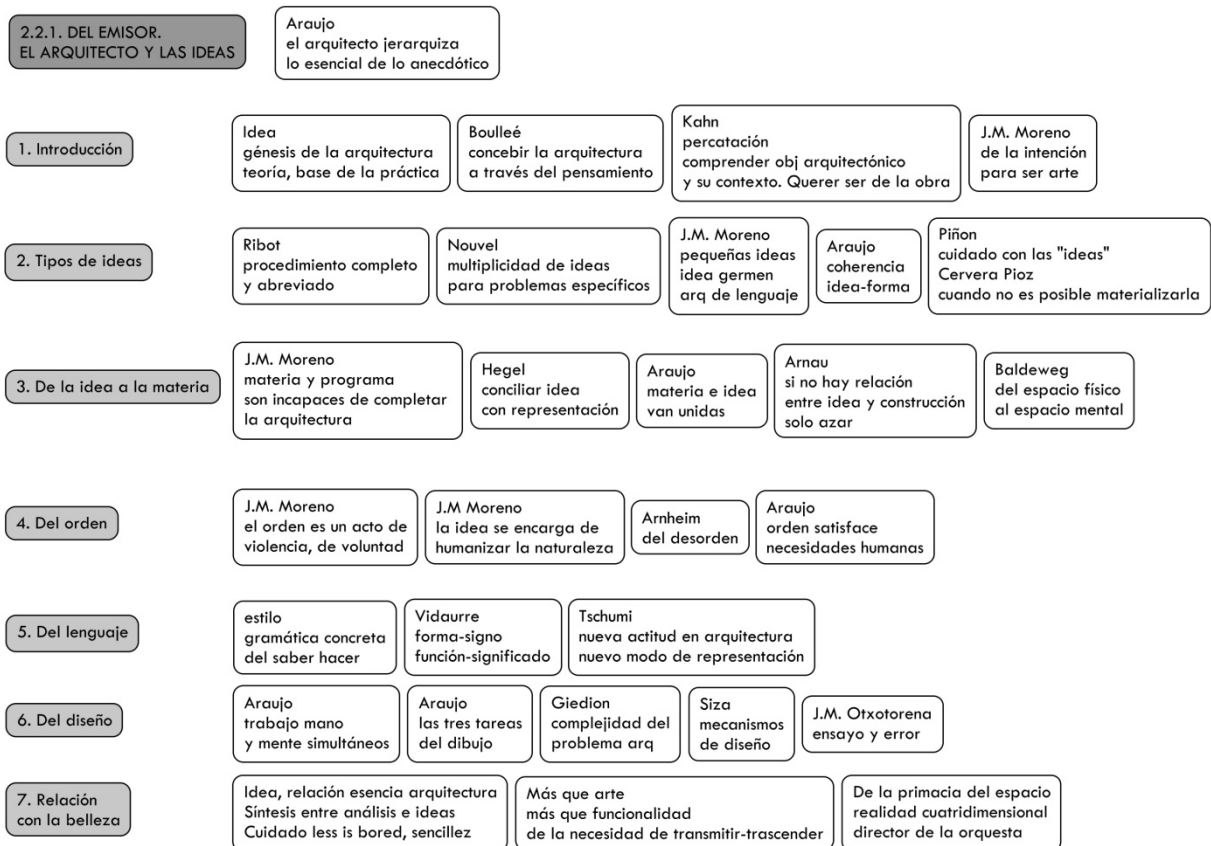 2.2.1. DEL EMISOR.
EL ARQUITECTO Y LAS IDEAS
Araujo
el arquitecto jerarquiza
lo esencial de lo anecdótico
1. Introducción
Idea
génesis de la arquitectura
teoría, base de la práctica
Boulleé
concebir la arquitectura
a través del pensamiento
Kahn
percatación
comprender obj arquitectónico
y su contexto. Querer ser de la obra
J.M. Moreno
de la intención
para ser arte
2. Tipos de ideas
Ribot
procedimiento completo
y abreviado
Nouvel
multiplicidad de ideas
para problemas específicos
J.M. Moreno
pequeñas ideas
idea germen
arq de lenguaje
Araujo
coherencia
idea-forma
Piñon
cuidado con las "ideas"
Cervera Pioz
cuando no es posible materializarla
3. De la idea a la materia
J.M. Moreno
materia y programa
son incapaces de completar
la arquitectura
Hegel
conciliar idea
con representación
Araujo
materia e idea
van unidas
Arnau
si no hay relación
entre idea y construcción
solo azar
Baldeweg
del espacio físico
al espacio mental
4. Del orden
J.M. Moreno
el orden es un acto de
violencia, de voluntad
J.M Moreno
la idea se encarga de
humanizar la naturaleza
Arnheim
del desorden
Araujo
orden satisface
necesidades humanas
5. Del lenguaje
estilo
gramática concreta
del saber hacer
Vidaurre
forma-signo
función-significado
Tschumi
nueva actitud en arquitectura
nuevo modo de representación
6. Del diseño
Araujo
trabajo mano
y mente simultáneos
Araujo
las tres tareas
del dibujo
Giedion
complejidad del
problema arq
Siza
mecanismos
de diseño
J.M. Otxotorena
ensayo y error
7. Relación
con la belleza
Idea, relación esencia arquitectura
Síntesis entre análisis e ideas
Cuidado less is bored, sencillez
Más que arte
más que funcionalidad
de la necesidad de transmitir-trascender
De la primacia del espacio
realidad cuatridimensional
director de la orquesta